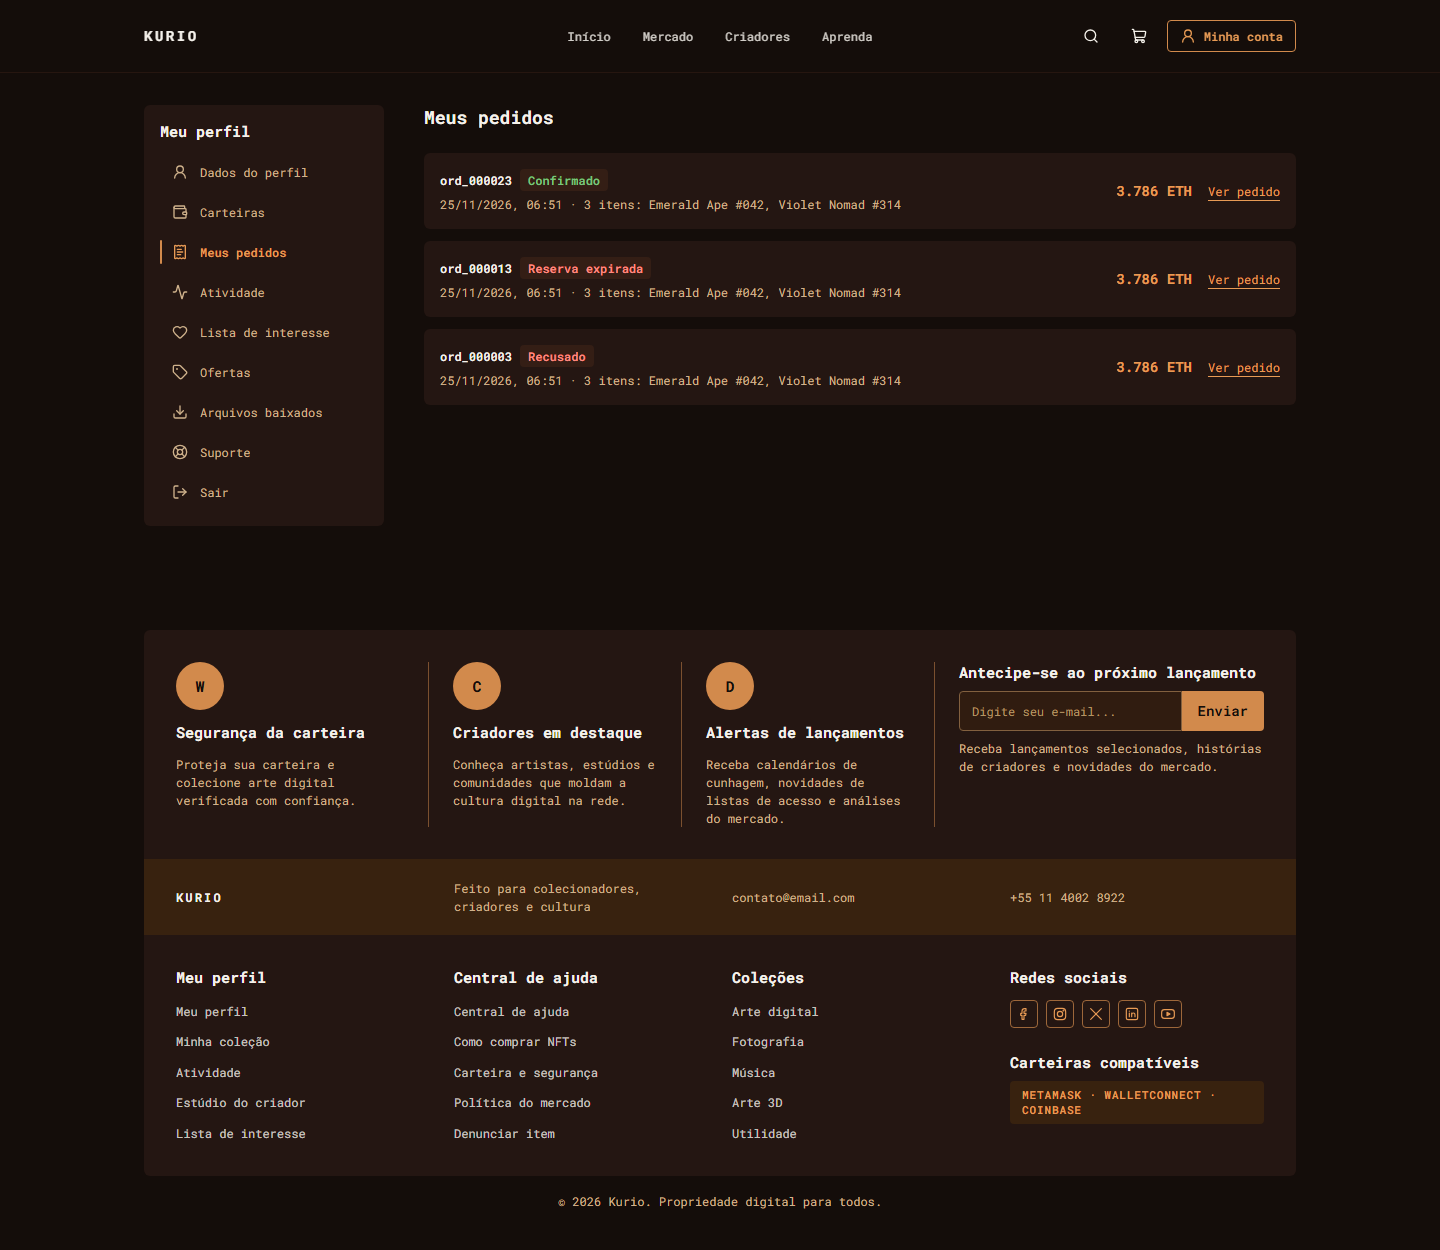 KURIO
Início
Mercado
Criadores
Aprenda
Minha conta
Meu perfil
Dados do perfil
Carteiras
Meus pedidos
Atividade
Lista de interesse
Ofertas
Arquivos baixados
Suporte
Sair
Meus pedidos
ord_000023 Confirmado
25/11/2026, 06:51 · 3 itens: Emerald Ape #042, Violet Nomad #314
3.786 ETH Ver pedido
ord_000013 Reserva expirada
25/11/2026, 06:51 · 3 itens: Emerald Ape #042, Violet Nomad #314
3.786 ETH Ver pedido
ord_000003 Recusado
25/11/2026, 06:51 · 3 itens: Emerald Ape #042, Violet Nomad #314
3.786 ETH Ver pedido
W
Segurança da carteira
Proteja sua carteira e
colecione arte digital
verificada com confiança.
C
Criadores em destaque
Conheça artistas, estúdios e
comunidades que moldam a
cultura digital na rede.
D
Alertas de lançamentos
Receba calendários de
cunhagem, novidades de
listas de acesso e análises
do mercado.
Antecipe-se ao próximo lançamento
Digite seu e-mail...
Enviar
Receba lançamentos selecionados, histórias
de criadores e novidades do mercado.
KURIO
Feito para colecionadores,
criadores e cultura
contato@email.com
+55 11 4002 8922
Meu perfil
Meu perfil
Minha coleção
Atividade
Estúdio do criador
Lista de interesse
Central de ajuda
Central de ajuda
Como comprar NFTs
Carteira e segurança
Política do mercado
Denunciar item
Coleções
Arte digital
Fotografia
Música
Arte 3D
Utilidade
Redes sociais
Carteiras compatíveis
METAMASK · WALLETCONNECT ·
COINBASE
© 2026 Kurio. Propriedade digital para todos.